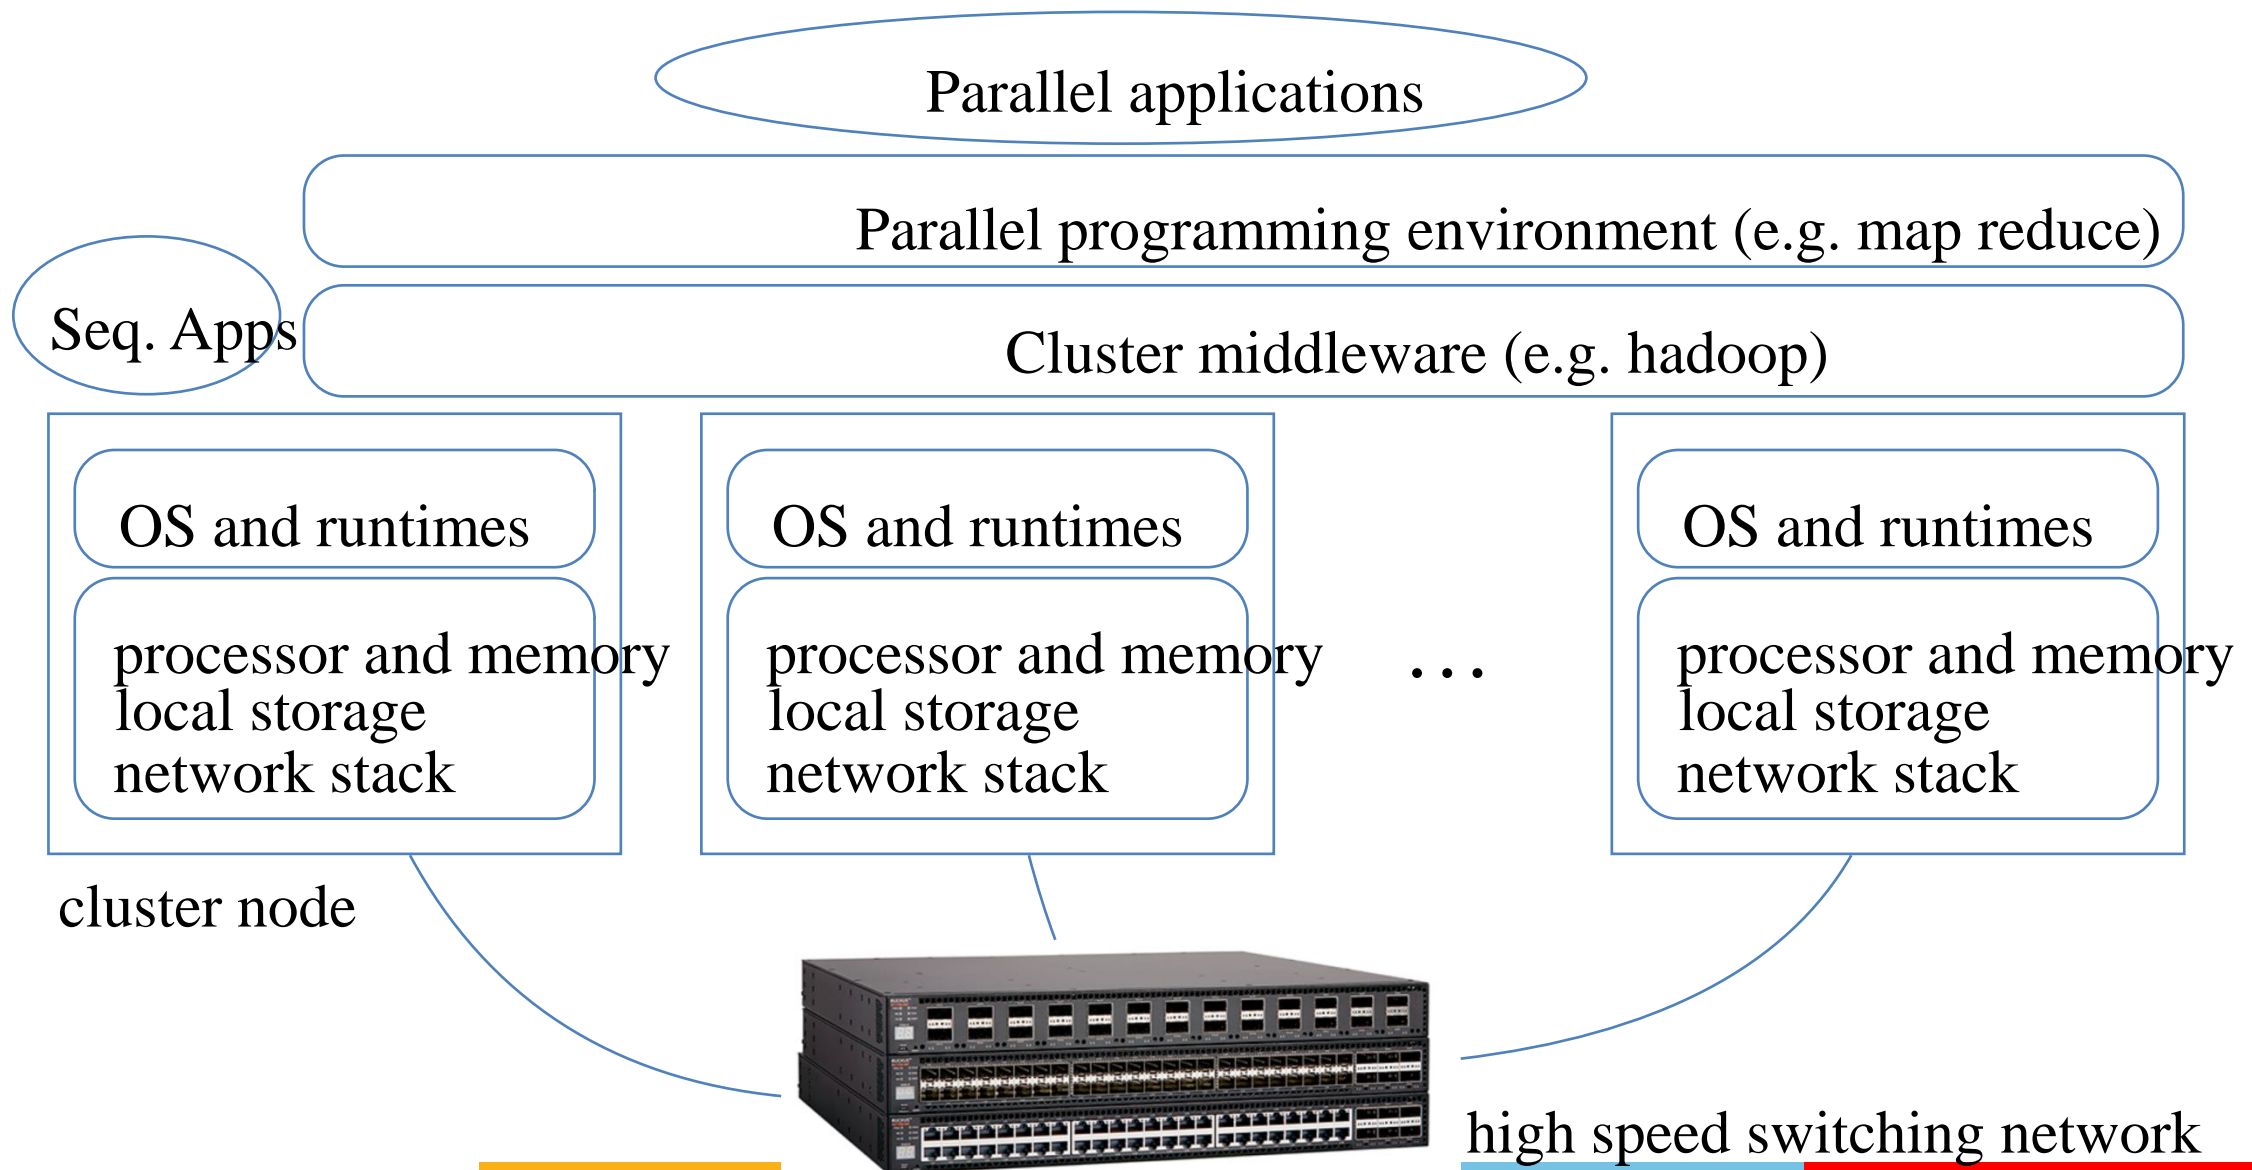 Parallel applications
Parallel programming environment (e.g. map reduce)
Seq. Apps
Cluster middleware (e.g. hadoop)
OS and runtimes
processor and memory
local storage
network stack
OS and runtimes
processor and memory
local storage
network stack
...
OS and runtimes
processor and memory
local storage
network stack
cluster node
high speed switching network